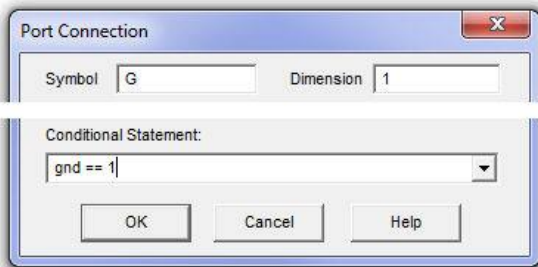 Port Connection
Symbol G Dimension 1
Conditional Statement:
gnd == 1
OK Cancel Help